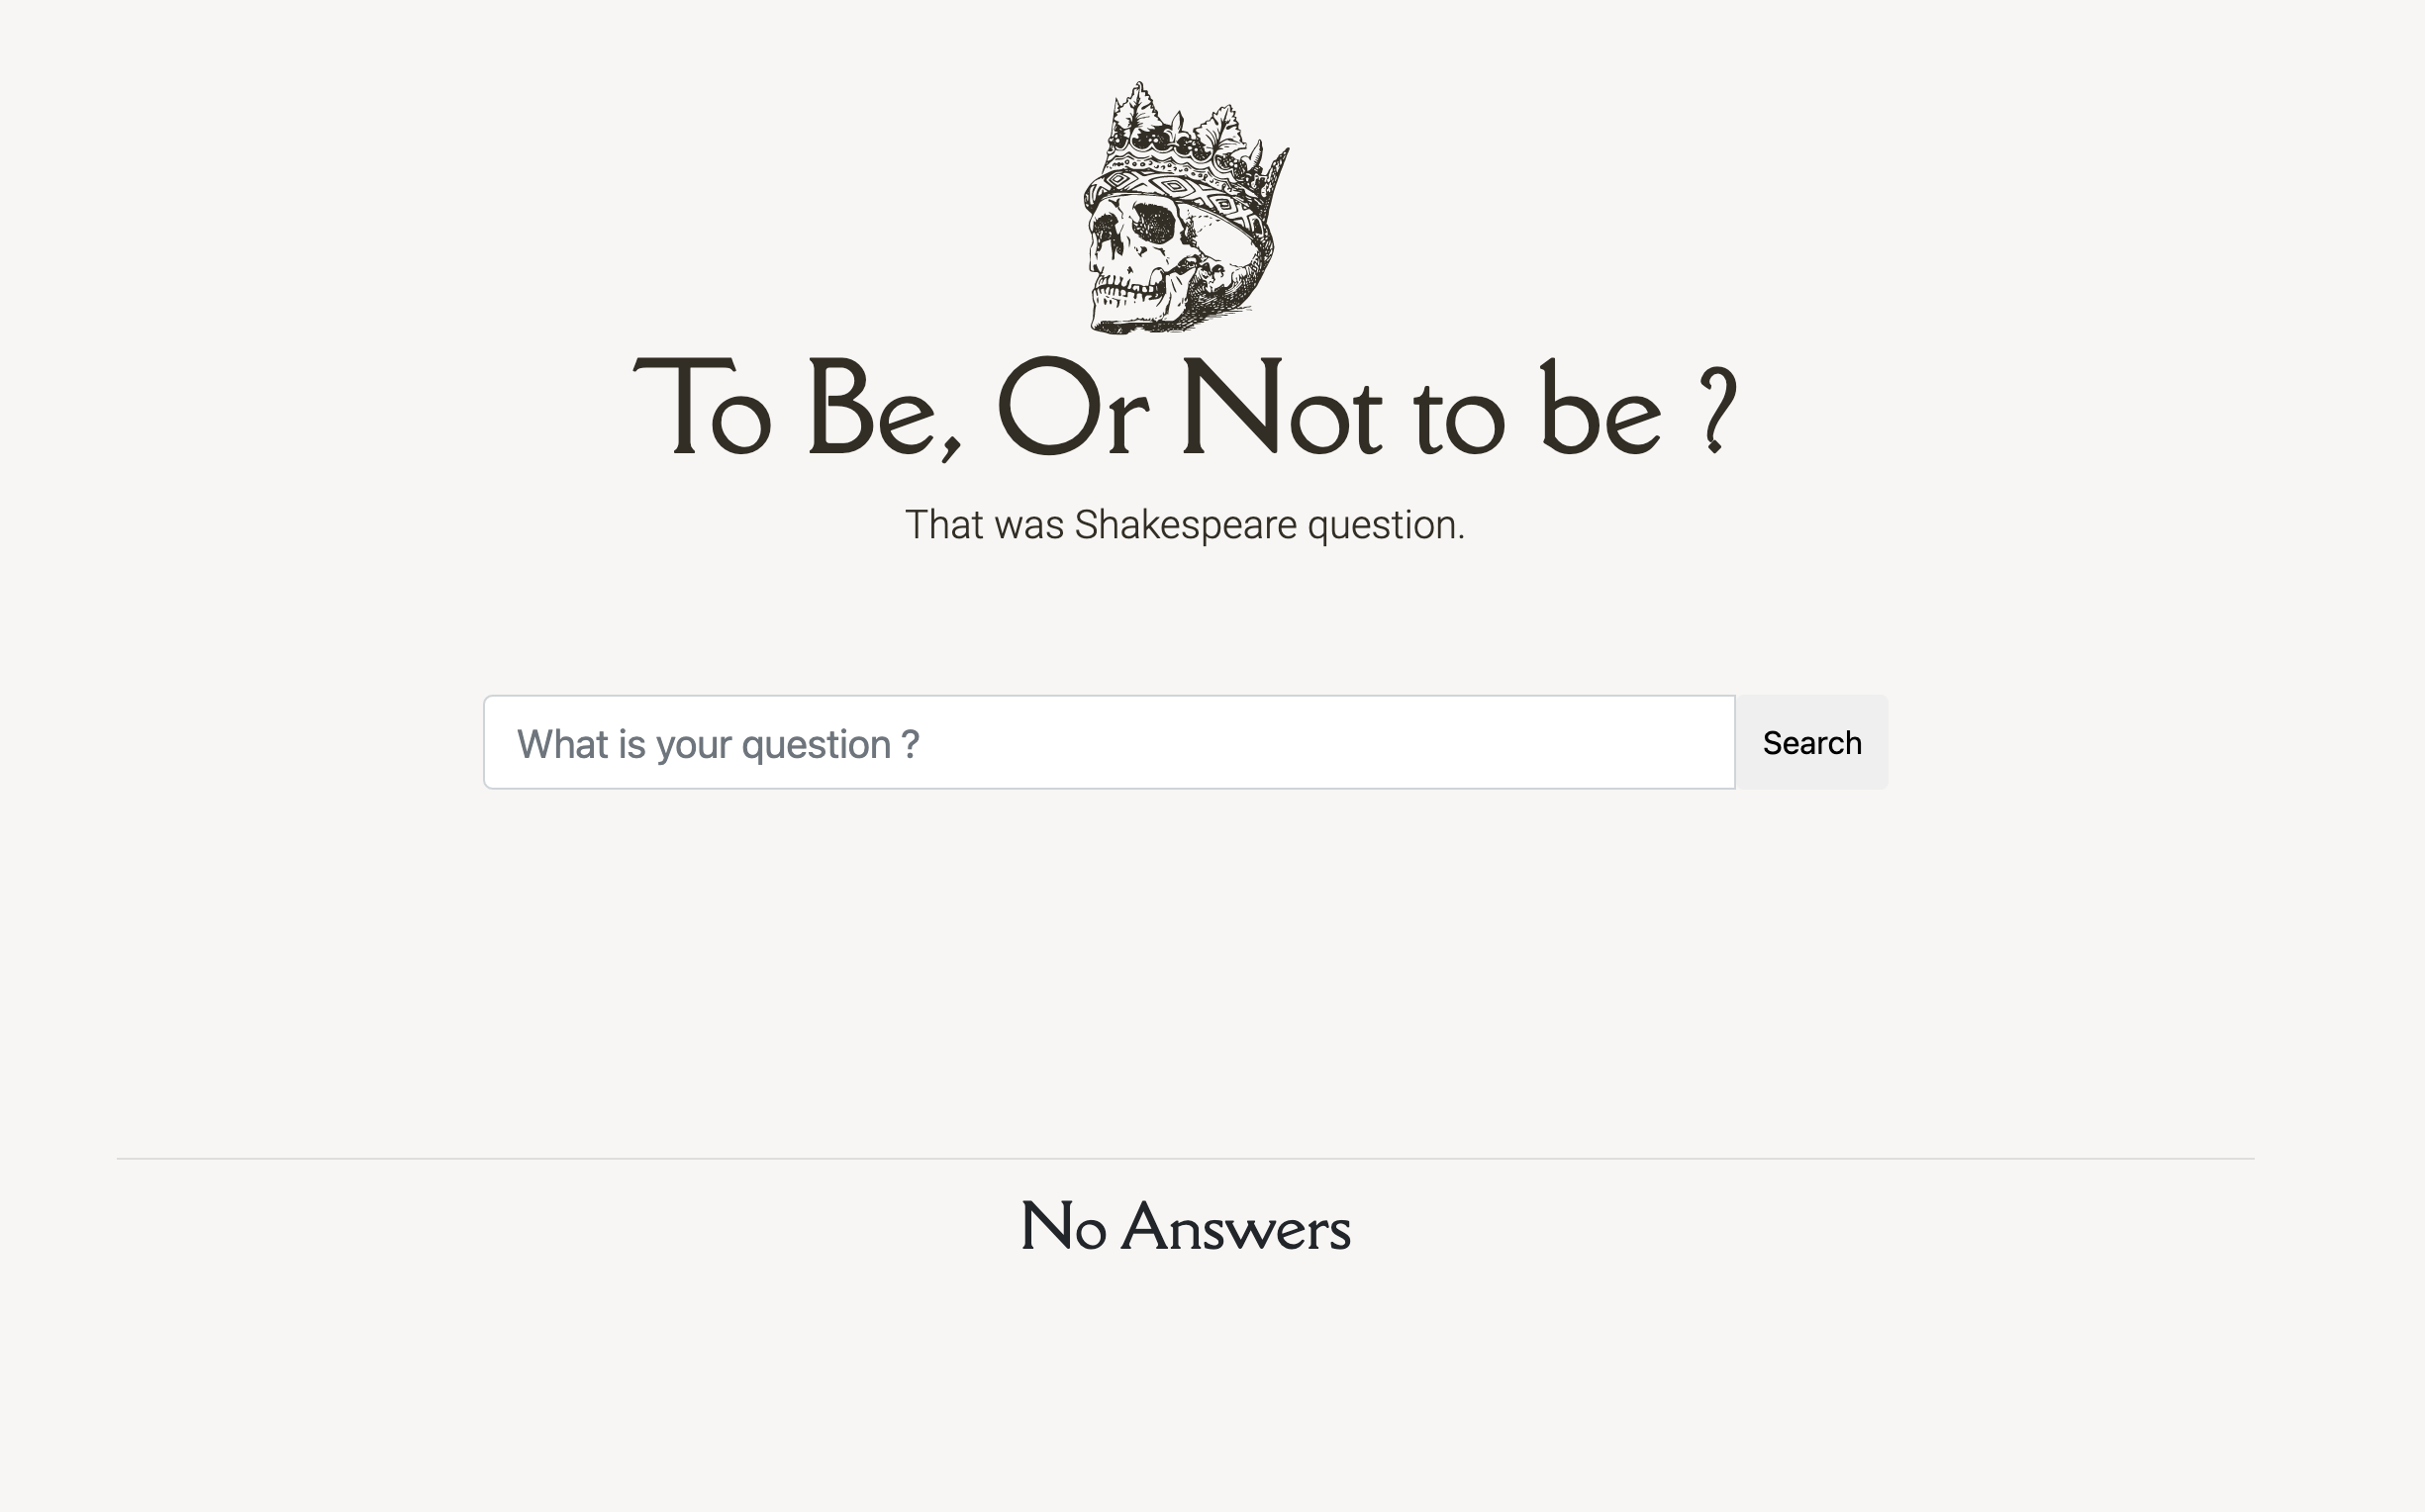 To Be, Or Not to be ?
That was Shakespeare question.
What is your question ?
Search
No Answers